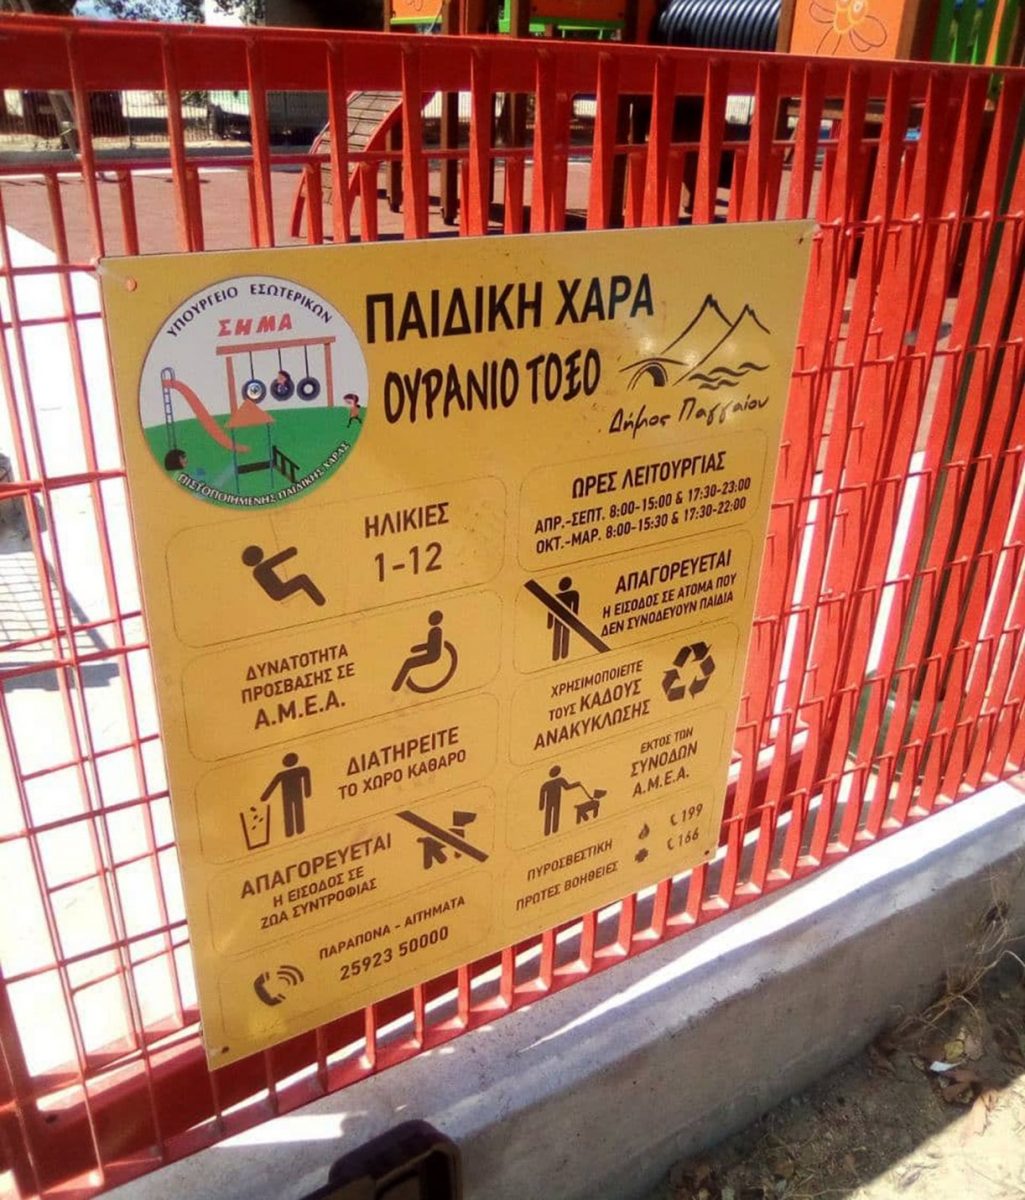 ΥΠΟΥΡΓΕΙΟ ΕΣΩΤΕΡΙΚΩΝ
ΣΗΜΑ
ΠΙΣΤΟΠΟΙΗΜΕΝΗΣ ΠΑΙΔΙΚΗΣ ΧΑΡΑΣ
ΠΑΙΔΙΚΗ ΧΑΡΑ
ΟΥΡΑΝΙΟ ΤΟΞΟ
Δήμος Παγγαίου
ΗΛΙΚΙΕΣ
1-12
ΩΡΕΣ ΛΕΙΤΟΥΡΓΙΑΣ
ΑΠΡ.-ΣΕΠΤ. 8:00-15:00 & 17:30-23:00
ΟΚΤ.-ΜΑΡ. 8:00-15:30 & 17:30-22:00
ΔΥΝΑΤΟΤΗΤΑ
ΠΡΟΣΒΑΣΗΣ ΣΕ
Α.Μ.Ε.Α.
ΑΠΑΓΟΡΕΥΕΤΑΙ
Η ΕΙΣΟΔΟΣ ΣΕ ΑΤΟΜΑ ΠΟΥ
ΔΕΝ ΣΥΝΟΔΕΥΟΥΝ ΠΑΙΔΙΑ
ΔΙΑΤΗΡΕΙΤΕ
ΤΟ ΧΩΡΟ ΚΑΘΑΡΟ
ΧΡΗΣΙΜΟΠΟΙΕΙΤΕ
ΤΟΥΣ ΚΑΔΟΥΣ
ΑΝΑΚΥΚΛΩΣΗΣ
ΑΠΑΓΟΡΕΥΕΤΑΙ
Η ΕΙΣΟΔΟΣ ΣΕ
ΖΩΑ ΣΥΝΤΡΟΦΙΑΣ
ΕΚΤΟΣ ΤΩΝ
ΣΥΝΟΔΩΝ
Α.Μ.Ε.Α.
ΠΑΡΑΠΟΝΑ - ΑΙΤΗΜΑΤΑ
25923 50000
ΠΥΡΟΣΒΕΣΤΙΚΗ 199
ΠΡΩΤΕΣ ΒΟΗΘΕΙΕΣ 166